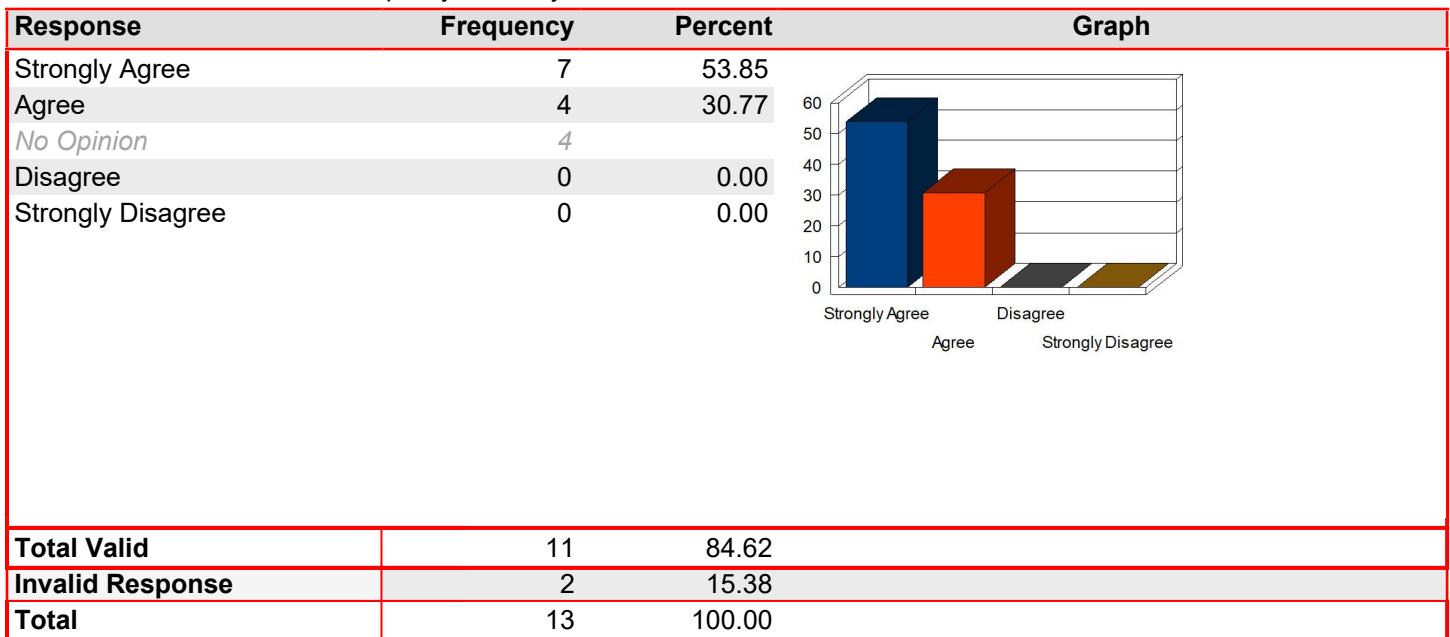 Response Frequency Percent Graph
Strongly Agree 7 53.85
Agree 4 30.77
No Opinion 4
Disagree 0 0.00
Strongly Disagree 0 0.00
60
50
40
30
20
10
0
Strongly Agree Disagree
Agree Strongly Disagree
Total Valid 11 84.62
Invalid Response 2 15.38
Total 13 100.00